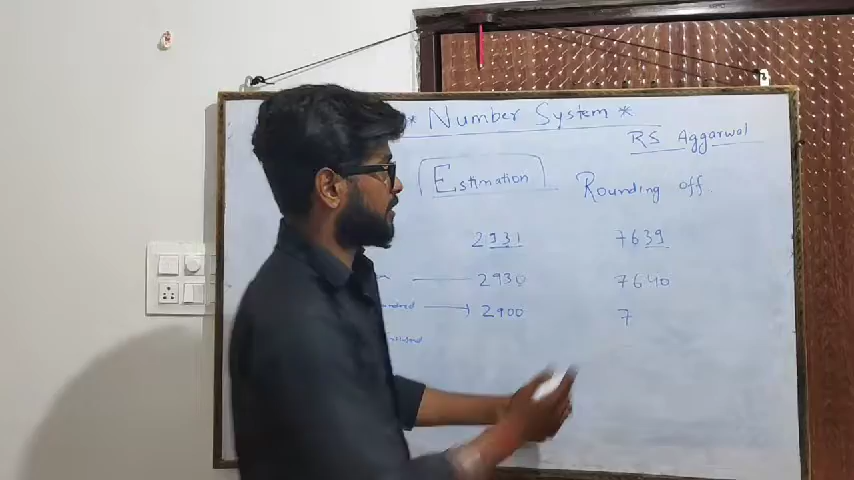 * Number System *
RS Aggarwal
Estimation
Rounding off
2931 7639
2930 7640
2900 7